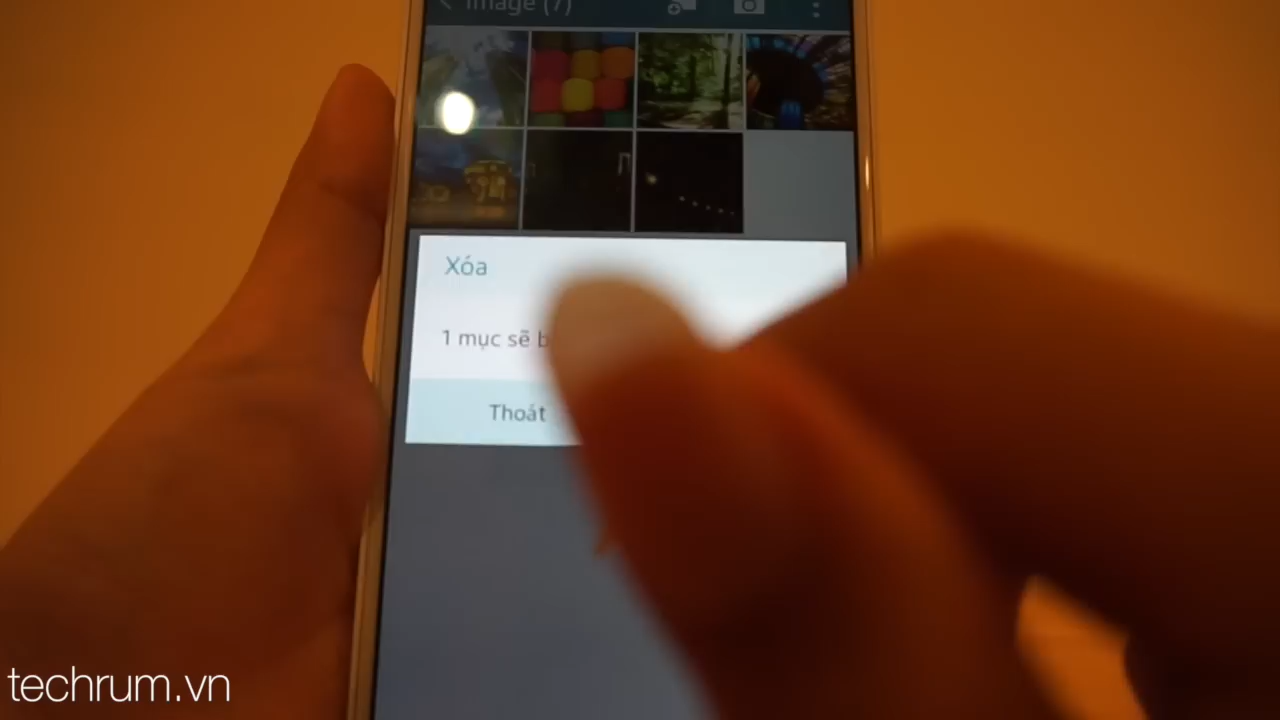 Image (7)
Xóa
1 mục sẽ
Thoát
techrum.vn